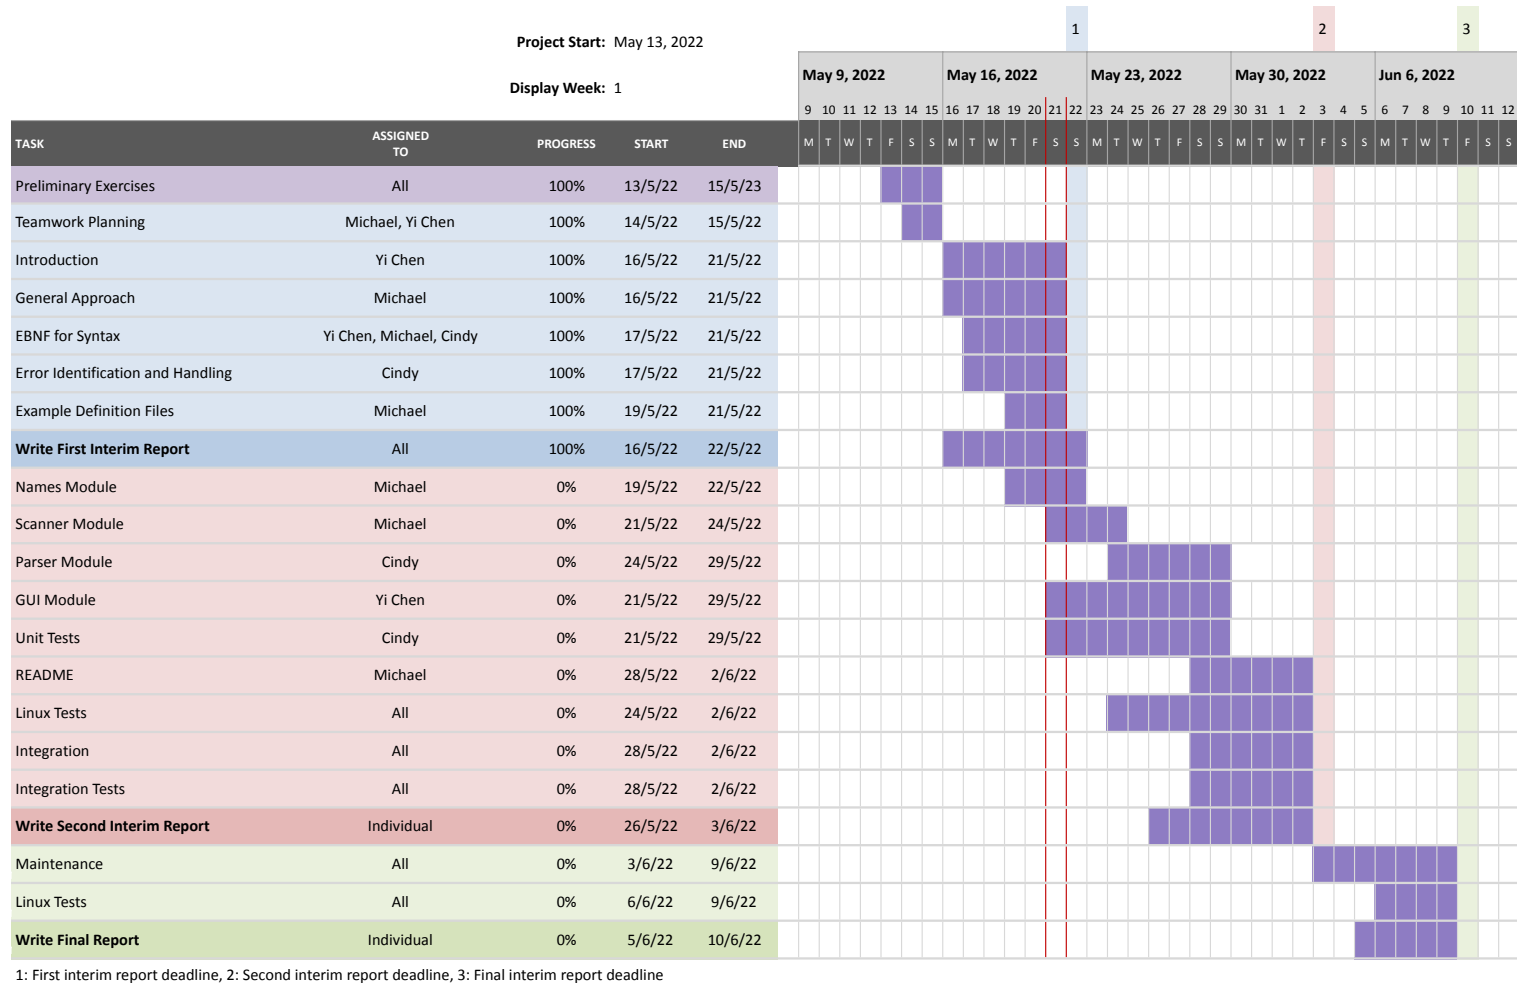 1 2 3
Project Start: May 13, 2022
Display Week: 1
May 9, 2022 May 16, 2022 May 23, 2022 May 30, 2022 Jun 6, 2022
9 10 11 12 13 14 15 16 17 18 19 20 21 22 23 24 25 26 27 28 29 30 31 1 2 3 4 5 6 7 8 9 10 11 12
TASK ASSIGNED TO PROGRESS START END M T W T F S S M T W T F S S M T W T F S S M T W T F S S M T W T F S S
Preliminary Exercises All 100% 13/5/22 15/5/23
Teamwork Planning Michael, Yi Chen 100% 14/5/22 15/5/22
Introduction Yi Chen 100% 16/5/22 21/5/22
General Approach Michael 100% 16/5/22 21/5/22
EBNF for Syntax Yi Chen, Michael, Cindy 100% 17/5/22 21/5/22
Error Identification and Handling Cindy 100% 17/5/22 21/5/22
Example Definition Files Michael 100% 19/5/22 21/5/22
Write First Interim Report All 100% 16/5/22 22/5/22
Names Module Michael 0% 19/5/22 22/5/22
Scanner Module Michael 0% 21/5/22 24/5/22
Parser Module Cindy 0% 24/5/22 29/5/22
GUI Module Yi Chen 0% 21/5/22 29/5/22
Unit Tests Cindy 0% 21/5/22 29/5/22
README Michael 0% 28/5/22 2/6/22
Linux Tests All 0% 24/5/22 2/6/22
Integration All 0% 28/5/22 2/6/22
Integration Tests All 0% 28/5/22 2/6/22
Write Second Interim Report Individual 0% 26/5/22 3/6/22
Maintenance All 0% 3/6/22 9/6/22
Linux Tests All 0% 6/6/22 9/6/22
Write Final Report Individual 0% 5/6/22 10/6/22
1: First interim report deadline, 2: Second interim report deadline, 3: Final interim report deadline